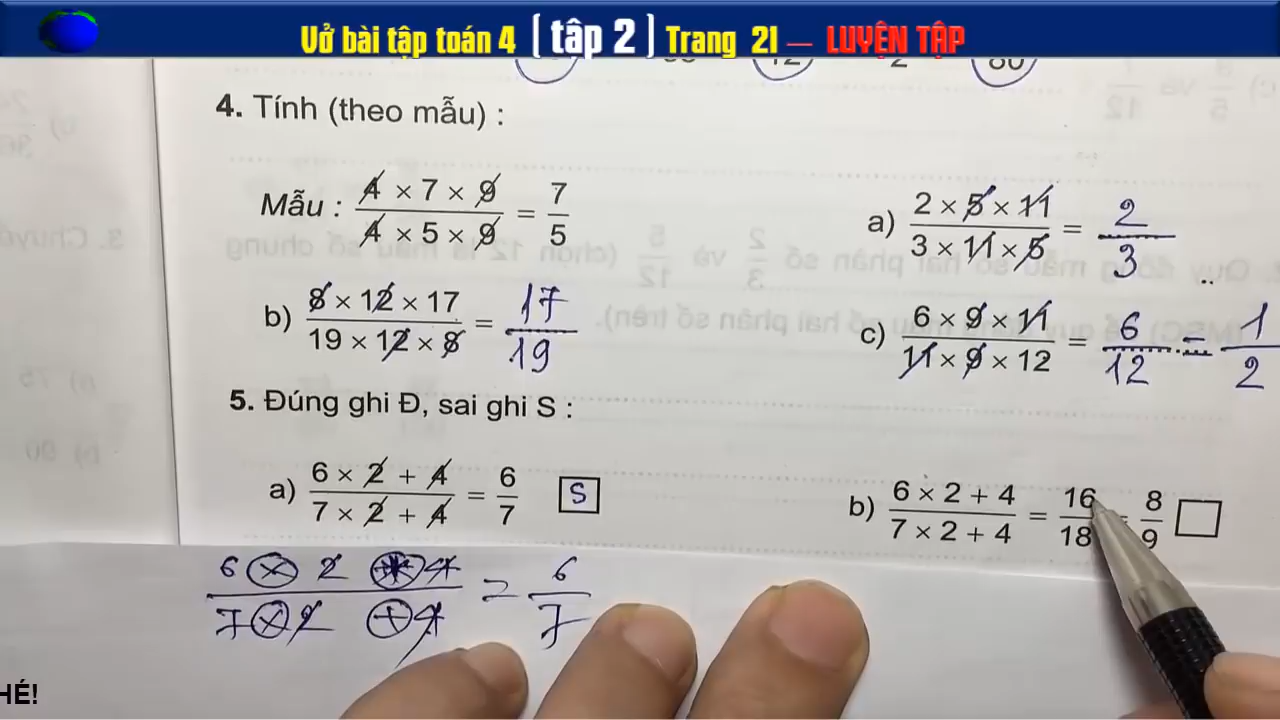 Vở bài tập toán 4 [ tập 2 ] Trang 21 — LUYỆN TẬP
4. Tính (theo mẫu) :
Mẫu : (4 × 7 × 9)/(4 × 5 × 9) = 7/5
a) (2 × 5 × 11)/(3 × 11 × 5) = 2/3
b) (8 × 12 × 17)/(19 × 12 × 8) = 17/19
c) (6 × 9 × 11)/(11 × 9 × 12) = 6/12 = 1/2
5. Đúng ghi Đ, sai ghi S :
a) (6 × 2 + 4)/(7 × 2 + 4) = 6/7 S
b) (6 × 2 + 4)/(7 × 2 + 4) = 16/18 = 8/9
(6 × 2 + 4)/(7 × 2 + 4) = 6/7
HÉ!